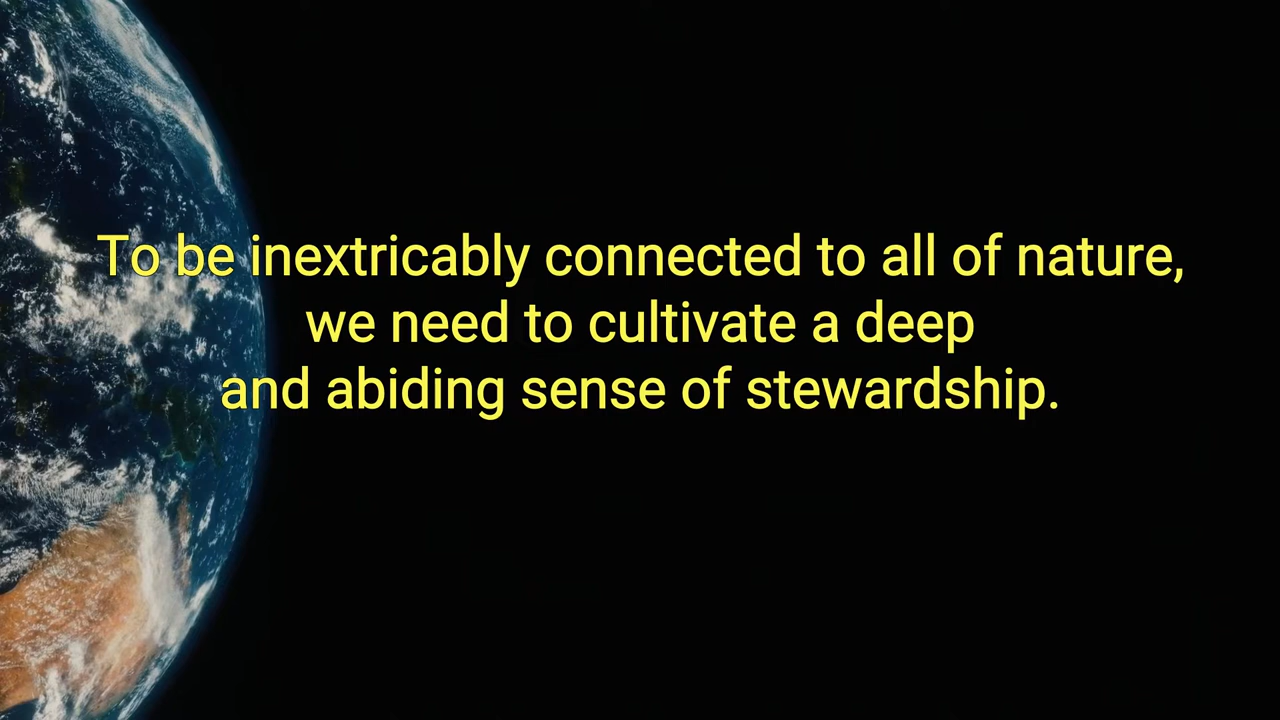 To be inextricably connected to all of nature,
we need to cultivate a deep
and abiding sense of stewardship.